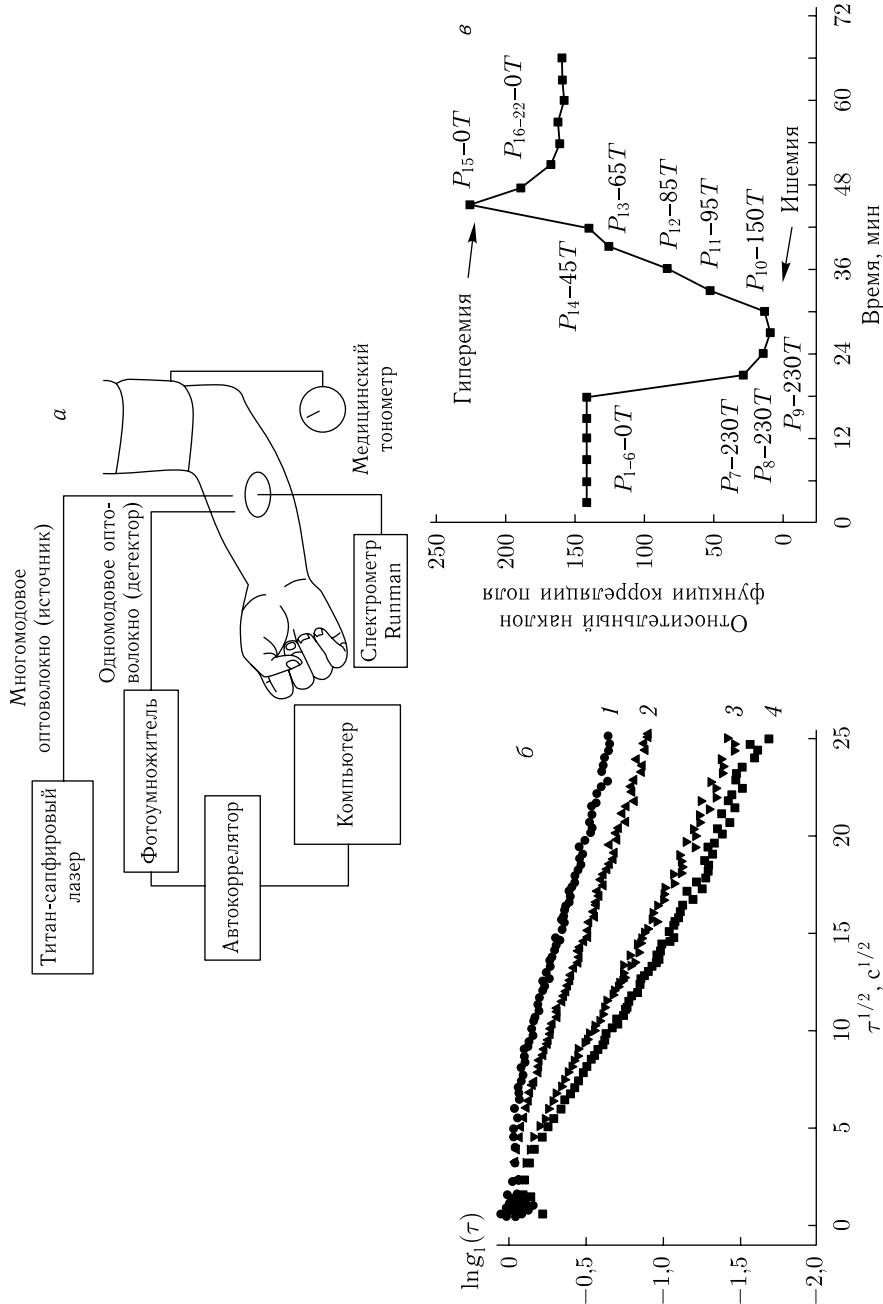 а
Многомодовое
оптоволокно (источник)
Титан-сапфировый
лазер
Одномодовое опто-
волокно (детектор)
Фотоумножитель
Автокоррелятор
Компьютер
Спектрометр
Runman
Медицинский
тонометр
б
ln g₁(τ)
0
−0,5
−1,0
−1,5
−2,0
0
5
10
15
20
25
τ^{1/2}, с^{1/2}
1
2
3
4
в
Относительный наклон
функции корреляции поля
250
200
150
100
50
0
0
12
24
36
48
60
72
Время, мин
Гиперемия
Ишемия
P₁₋₆−0T
P₇−230T
P₈−230T
P₉−230T
P₁₀−150T
P₁₁−95T
P₁₂−85T
P₁₃−65T
P₁₄−45T
P₁₅−0T
P₁₆₋₂₂−0T